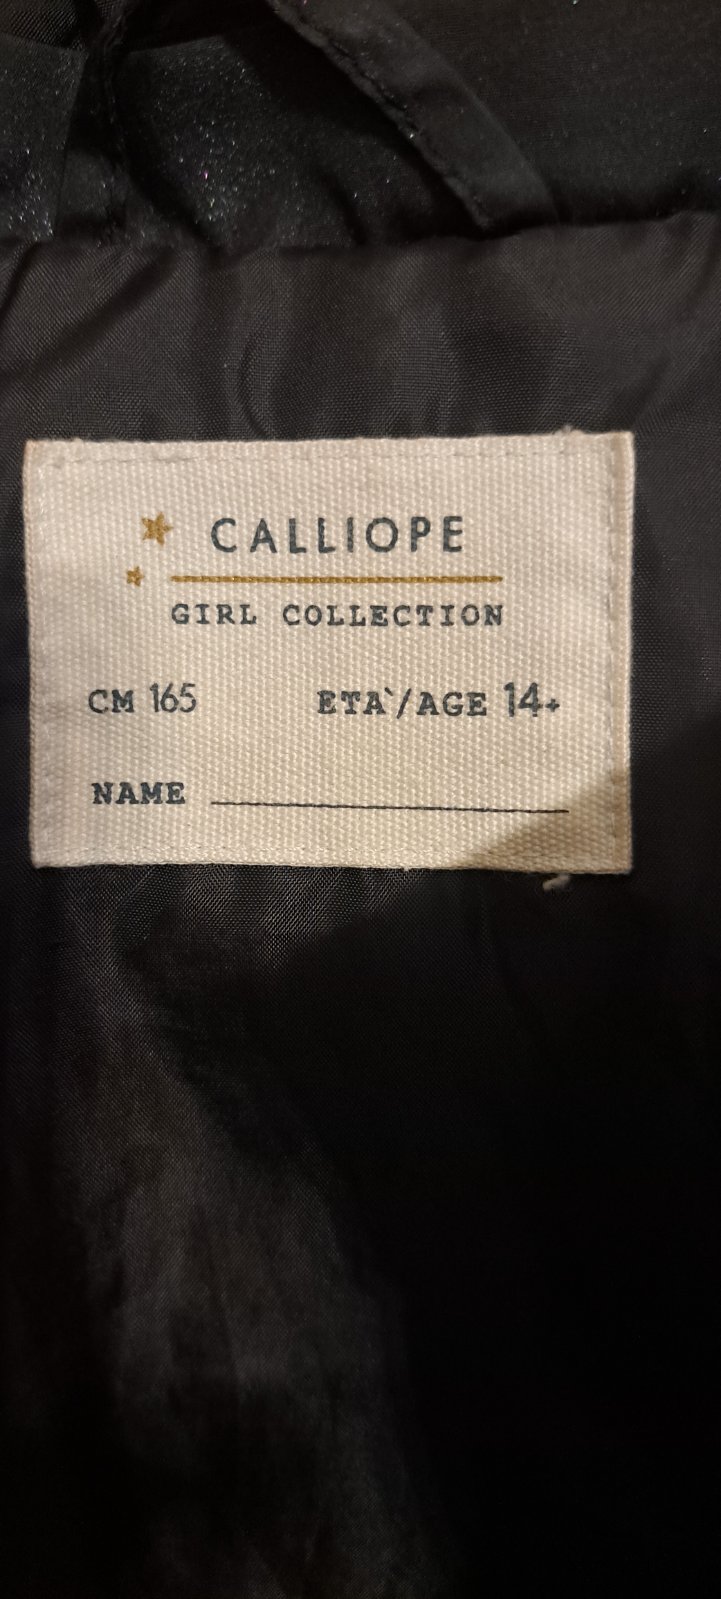 CALLIOPE
GIRL COLLECTION
CM 165 ETA`/AGE 14+
NAME